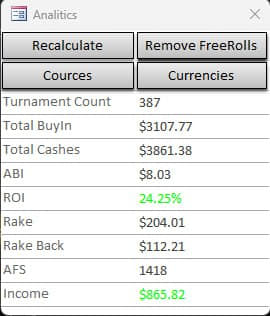 Analitics
Recalculate Remove FreeRolls
Cources Currencies
Turnament Count 387
Total BuyIn $3107.77
Total Cashes $3861.38
ABI $8.03
ROI 24.25%
Rake $204.01
Rake Back $112.21
AFS 1418
Income $865.82